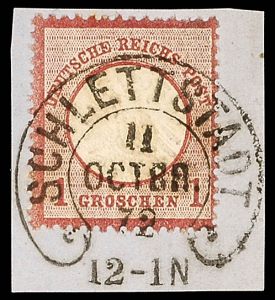 DEUTSCHE REICHS-POST
SCHLETTSTADT
11
OCTBR.
1 GROSCHEN 1
72
12-1N